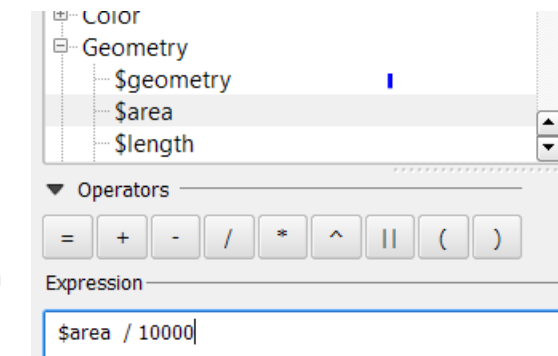 Color
Geometry
$geometry
$area
$length
Operators
= + - / * ^ || ( )
Expression
$area / 10000